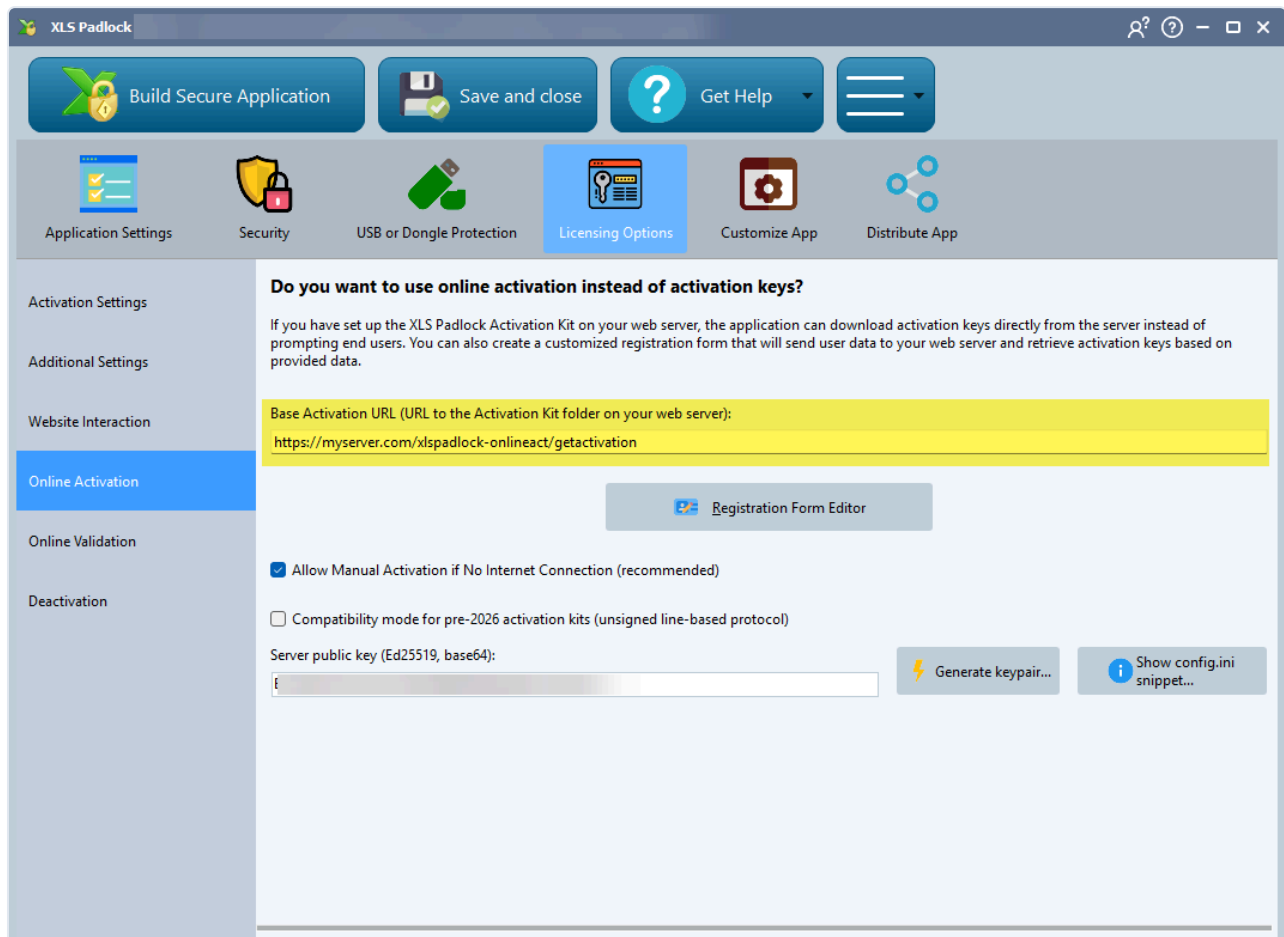 XLS Padlock
Build Secure Application
Save and close
Get Help
Application Settings
Security
USB or Dongle Protection
Licensing Options
Customize App
Distribute App
Activation Settings
Additional Settings
Website Interaction
Online Activation
Online Validation
Deactivation
Do you want to use online activation instead of activation keys?
If you have set up the XLS Padlock Activation Kit on your web server, the application can download activation keys directly from the server instead of
prompting end users. You can also create a customized registration form that will send user data to your web server and retrieve activation keys based on
provided data.
Base Activation URL (URL to the Activation Kit folder on your web server):
https://myserver.com/xlspadlock-onlineact/getactivation
Registration Form Editor
Allow Manual Activation if No Internet Connection (recommended)
Compatibility mode for pre-2026 activation kits (unsigned line-based protocol)
Server public key (Ed25519, base64):
Generate keypair...
Show config.ini
snippet...